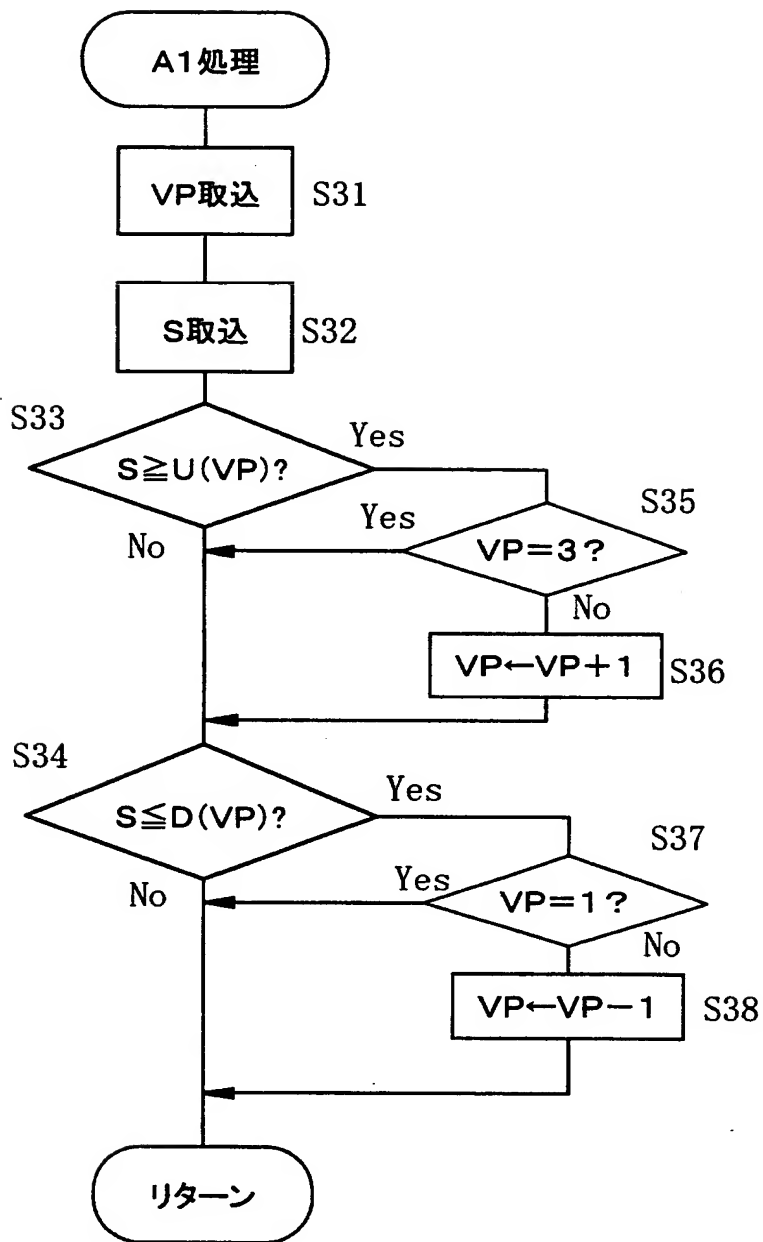 A1処理
VP取込
S31
S取込
S32
S33
S≧U(VP)?
Yes
No
S35
VP=3?
Yes
No
VP←VP+1
S36
S34
S≦D(VP)?
Yes
No
S37
VP=1?
Yes
No
VP←VP-1
S38
リターン